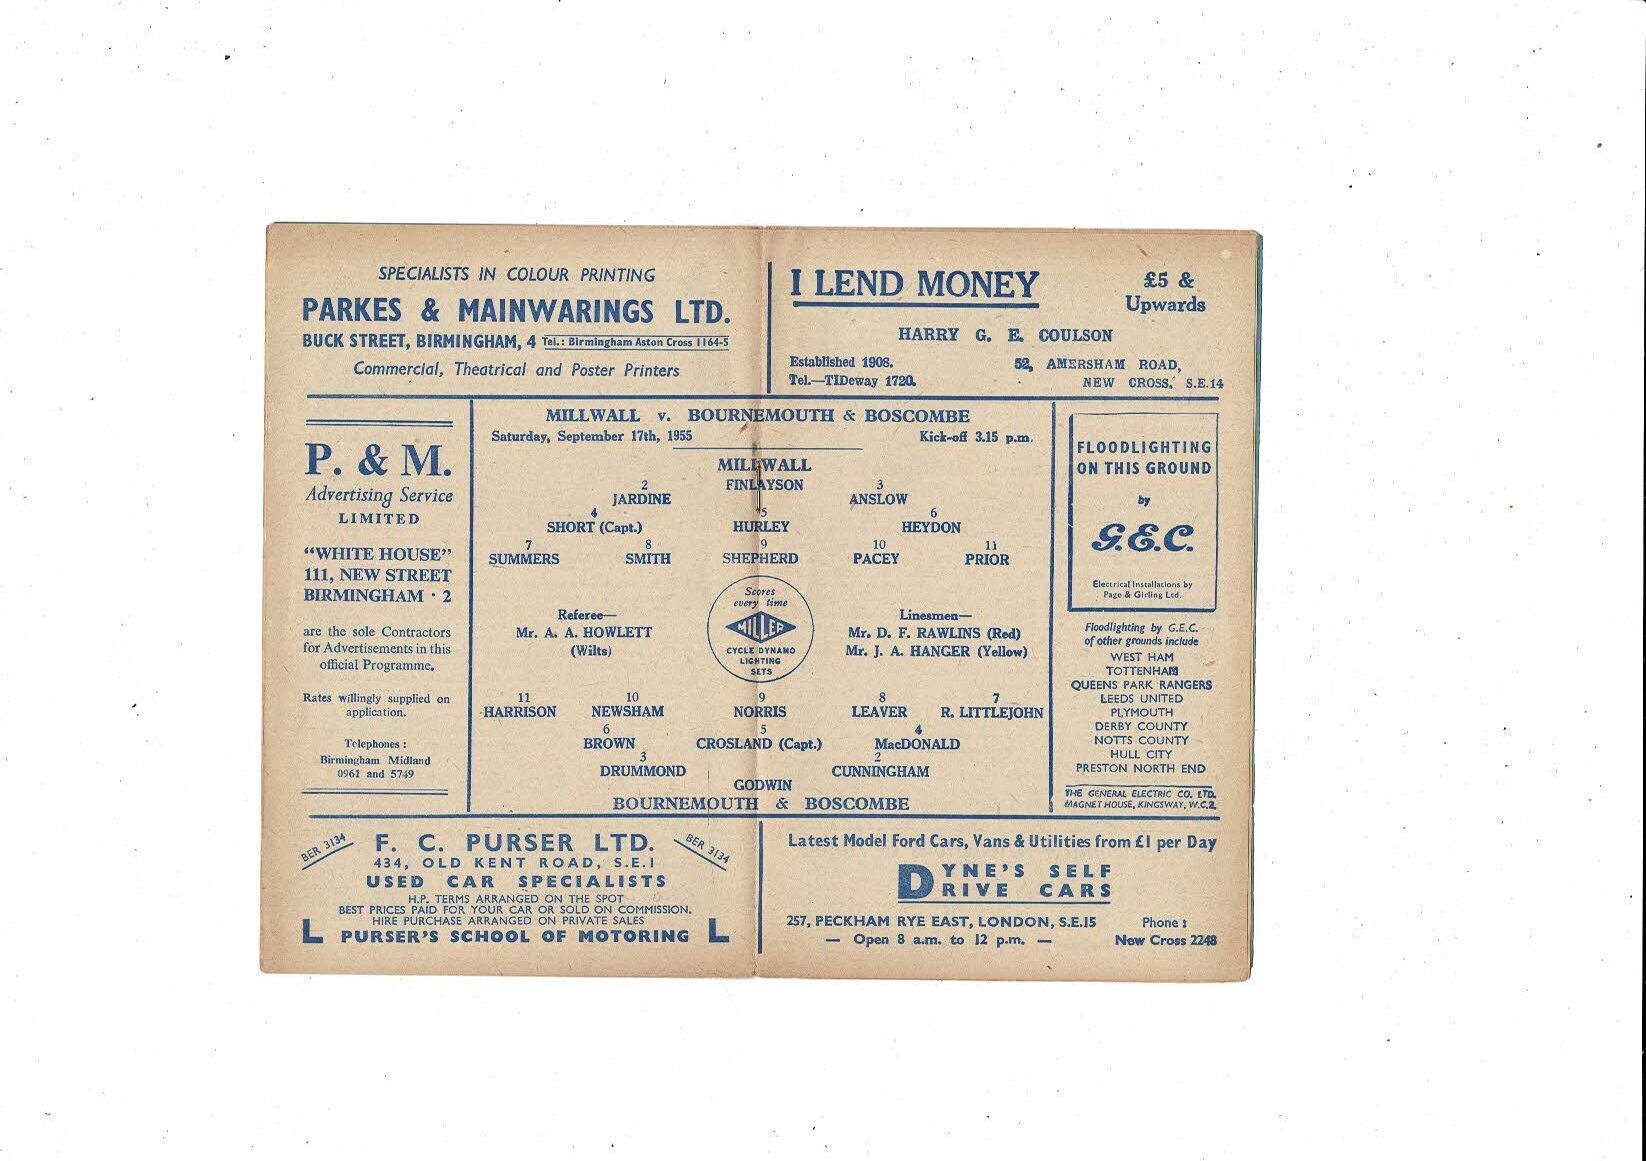 SPECIALISTS IN COLOUR PRINTING
PARKES & MAINWARINGS LTD.
BUCK STREET, BIRMINGHAM, 4 Tel.: Birmingham Aston Cross 1164-5
Commercial, Theatrical and Poster Printers
I LEND MONEY
£5 &
Upwards
HARRY G. E. COULSON
Established 1908.
Tel.—TIDeway 1720.
52, AMERSHAM ROAD,
NEW CROSS, S.E.14
P. & M.
Advertising Service
LIMITED
"WHITE HOUSE"
111, NEW STREET
BIRMINGHAM · 2
are the sole Contractors
for Advertisements in this
official Programme.
Rates willingly supplied on
application.
Telephones :
Birmingham Midland
0961 and 5749
MILLWALL v. BOURNEMOUTH & BOSCOMBE
Saturday, September 17th, 1955 Kick-off 3.15 p.m.
MILLWALL
FINLAYSON
2 3
JARDINE ANSLOW
4 5 6
SHORT (Capt.) HURLEY HEYDON
7 8 9 10 11
SUMMERS SMITH SHEPHERD PACEY PRIOR
Referee—
Mr. A. A. HOWLETT
(Wilts)
Scores
every time
MILLER
CYCLE DYNAMO
LIGHTING
SETS
Linesmen—
Mr. D. F. RAWLINS (Red)
Mr. J. A. HANGER (Yellow)
11 10 9 8 7
HARRISON NEWSHAM NORRIS LEAVER R. LITTLEJOHN
6 5 4
BROWN CROSLAND (Capt.) MacDONALD
3 2
DRUMMOND CUNNINGHAM
GODWIN
BOURNEMOUTH & BOSCOMBE
FLOODLIGHTING
ON THIS GROUND
by
G.E.C.
Electrical Installations by
Page & Girling Ltd.
Floodlighting by G.E.C.
of other grounds include
WEST HAM
TOTTENHAM
QUEENS PARK RANGERS
LEEDS UNITED
PLYMOUTH
DERBY COUNTY
NOTTS COUNTY
HULL CITY
PRESTON NORTH END
THE GENERAL ELECTRIC CO. LTD.
MAGNET HOUSE, KINGSWAY, W.C.2.
BER 3134
F. C. PURSER LTD.
BER 3134
434, OLD KENT ROAD, S.E.1
USED CAR SPECIALISTS
H.P. TERMS ARRANGED ON THE SPOT
BEST PRICES PAID FOR YOUR CAR OR SOLD ON COMMISSION.
HIRE PURCHASE ARRANGED ON PRIVATE SALES
L PURSER'S SCHOOL OF MOTORING L
Latest Model Ford Cars, Vans & Utilities from £1 per Day
DYNE'S SELF
DRIVE CARS
257, PECKHAM RYE EAST, LONDON, S.E.15
— Open 8 a.m. to 12 p.m. —
Phone :
New Cross 2248